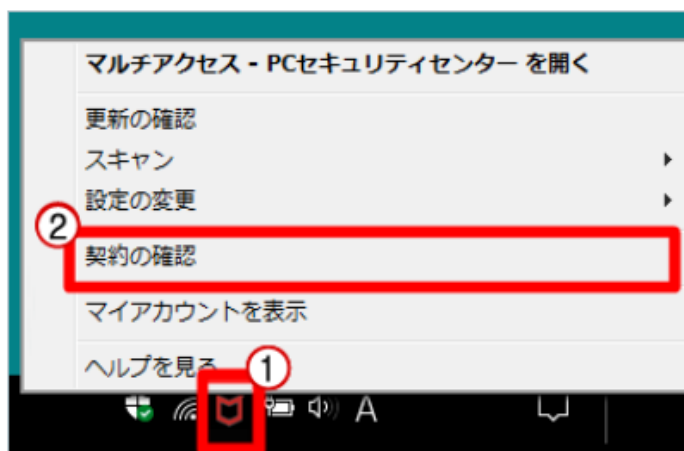 マルチアクセス - PCセキュリティセンター を開く
更新の確認
スキャン
設定の変更
②
契約の確認
マイアカウントを表示
ヘルプを見る
①
A